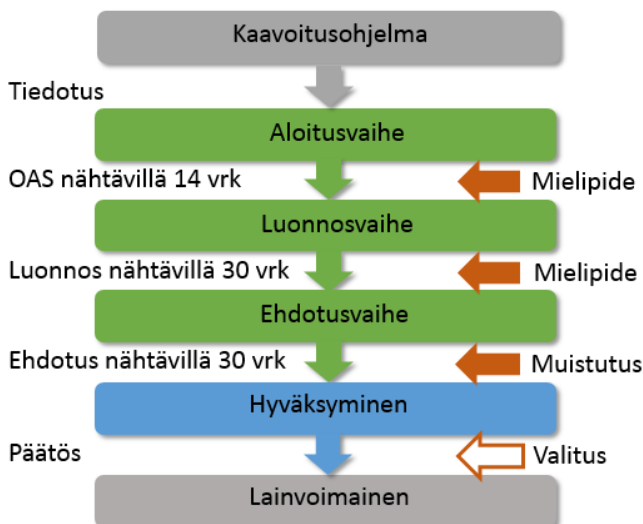 Kaavoitusohjelma
Tiedotus
Aloitusvaihe
OAS nähtävillä 14 vrk
Mielipide
Luonnosvaihe
Luonnos nähtävillä 30 vrk
Mielipide
Ehdotusvaihe
Ehdotus nähtävillä 30 vrk
Muistutus
Hyväksyminen
Päätös
Valitus
Lainvoimainen